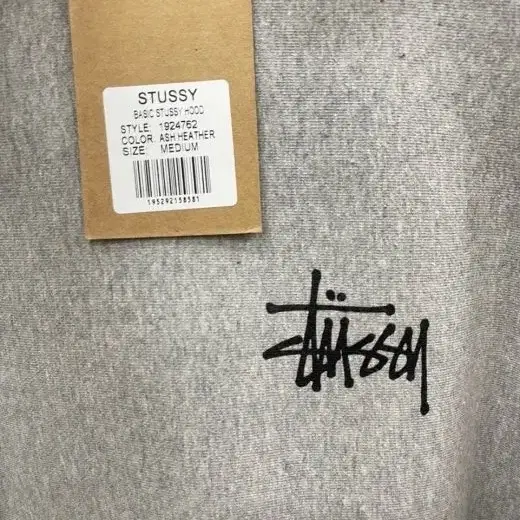 STUSSY
BASIC STUSSY HOOD
STYLE: 1924762
COLOR: ASH HEATHER
SIZE: MEDIUM
195292158581
Stüssy